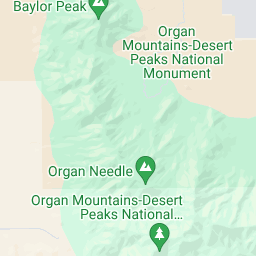 Baylor Peak
Organ
Mountains-Desert
Peaks National
Monument
Organ Needle
Organ Mountains-Desert
Peaks National...